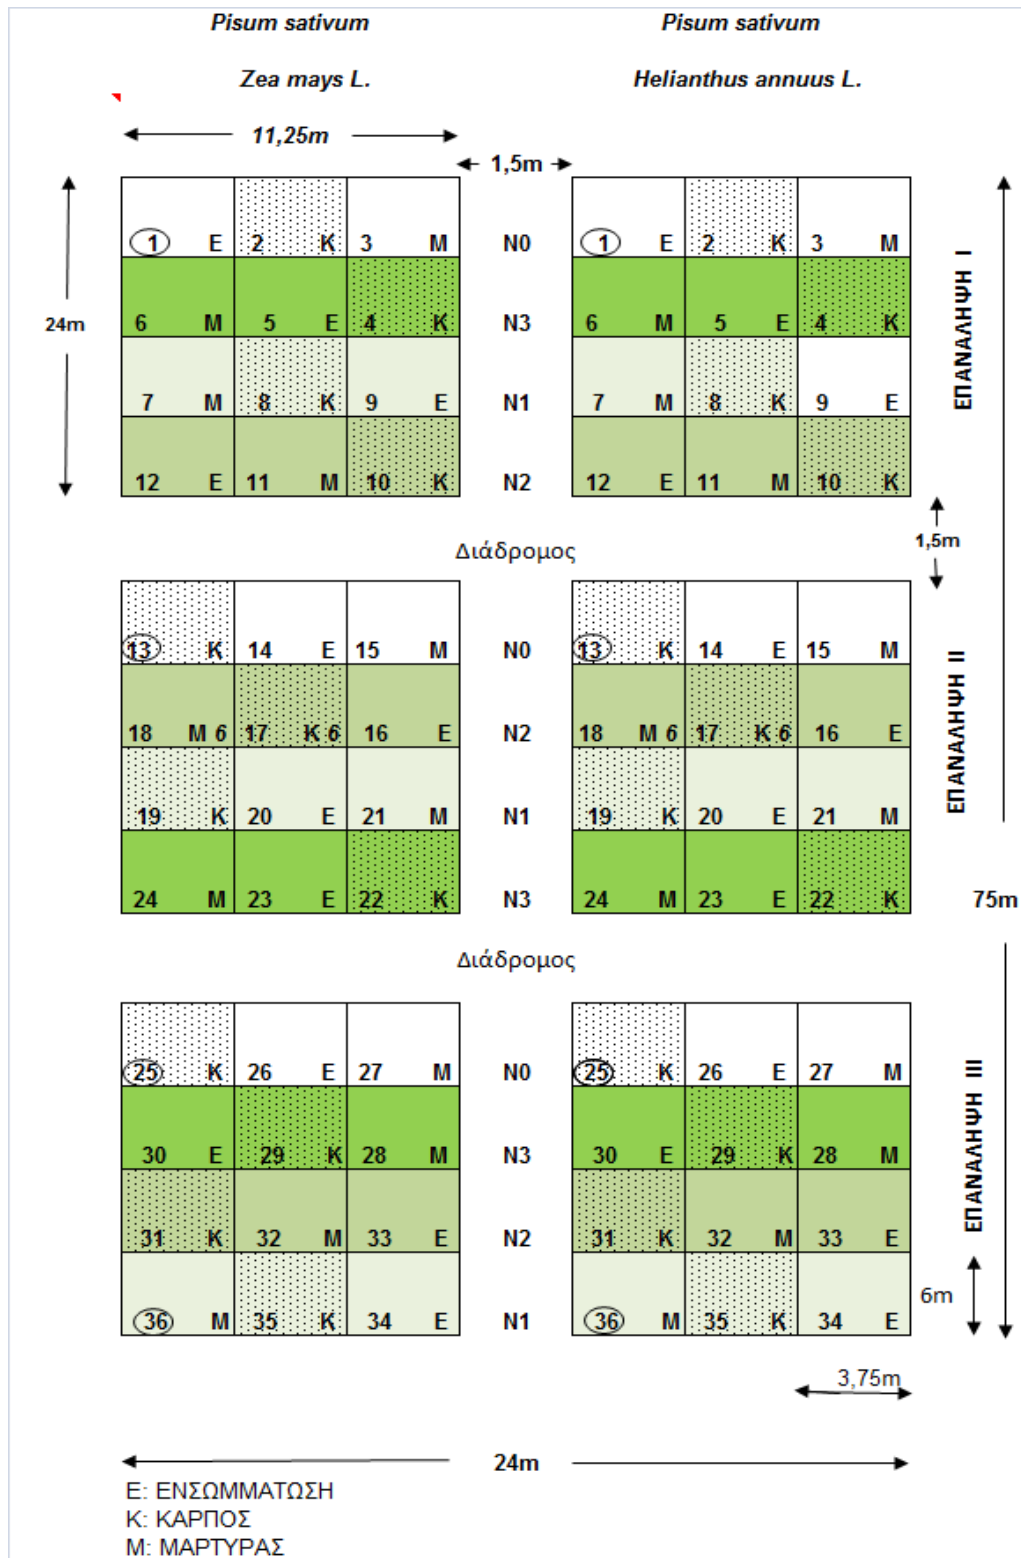 Pisum sativum Pisum sativum
Zea mays L. Helianthus annuus L.
11,25m
1,5m
1 E 2 K 3 M N0 1 E 2 K 3 M
24m 6 M 5 E 4 K N3 6 M 5 E 4 K
7 M 8 K 9 E N1 7 M 8 K 9 E
12 E 11 M 10 K N2 12 E 11 M 10 K
ΕΠΑΝΑΛΗΨΗ Ι
Διάδρομος 1,5m
13 K 14 E 15 M N0 13 K 14 E 15 M
18 M 6 17 K 6 16 E N2 18 M 6 17 K 6 16 E
19 K 20 E 21 M N1 19 K 20 E 21 M
24 M 23 E 22 K N3 24 M 23 E 22 K
ΕΠΑΝΑΛΗΨΗ ΙΙ
75m
Διάδρομος
25 K 26 E 27 M N0 25 K 26 E 27 M
30 E 29 K 28 M N3 30 E 29 K 28 M
31 K 32 M 33 E N2 31 K 32 M 33 E
36 M 35 K 34 E N1 36 M 35 K 34 E
ΕΠΑΝΑΛΗΨΗ ΙΙΙ
6m
3,75m
24m
Ε: ΕΝΣΩΜΜΑΤΩΣΗ
Κ: ΚΑΡΠΟΣ
Μ: ΜΑΡΤΥΡΑΣ